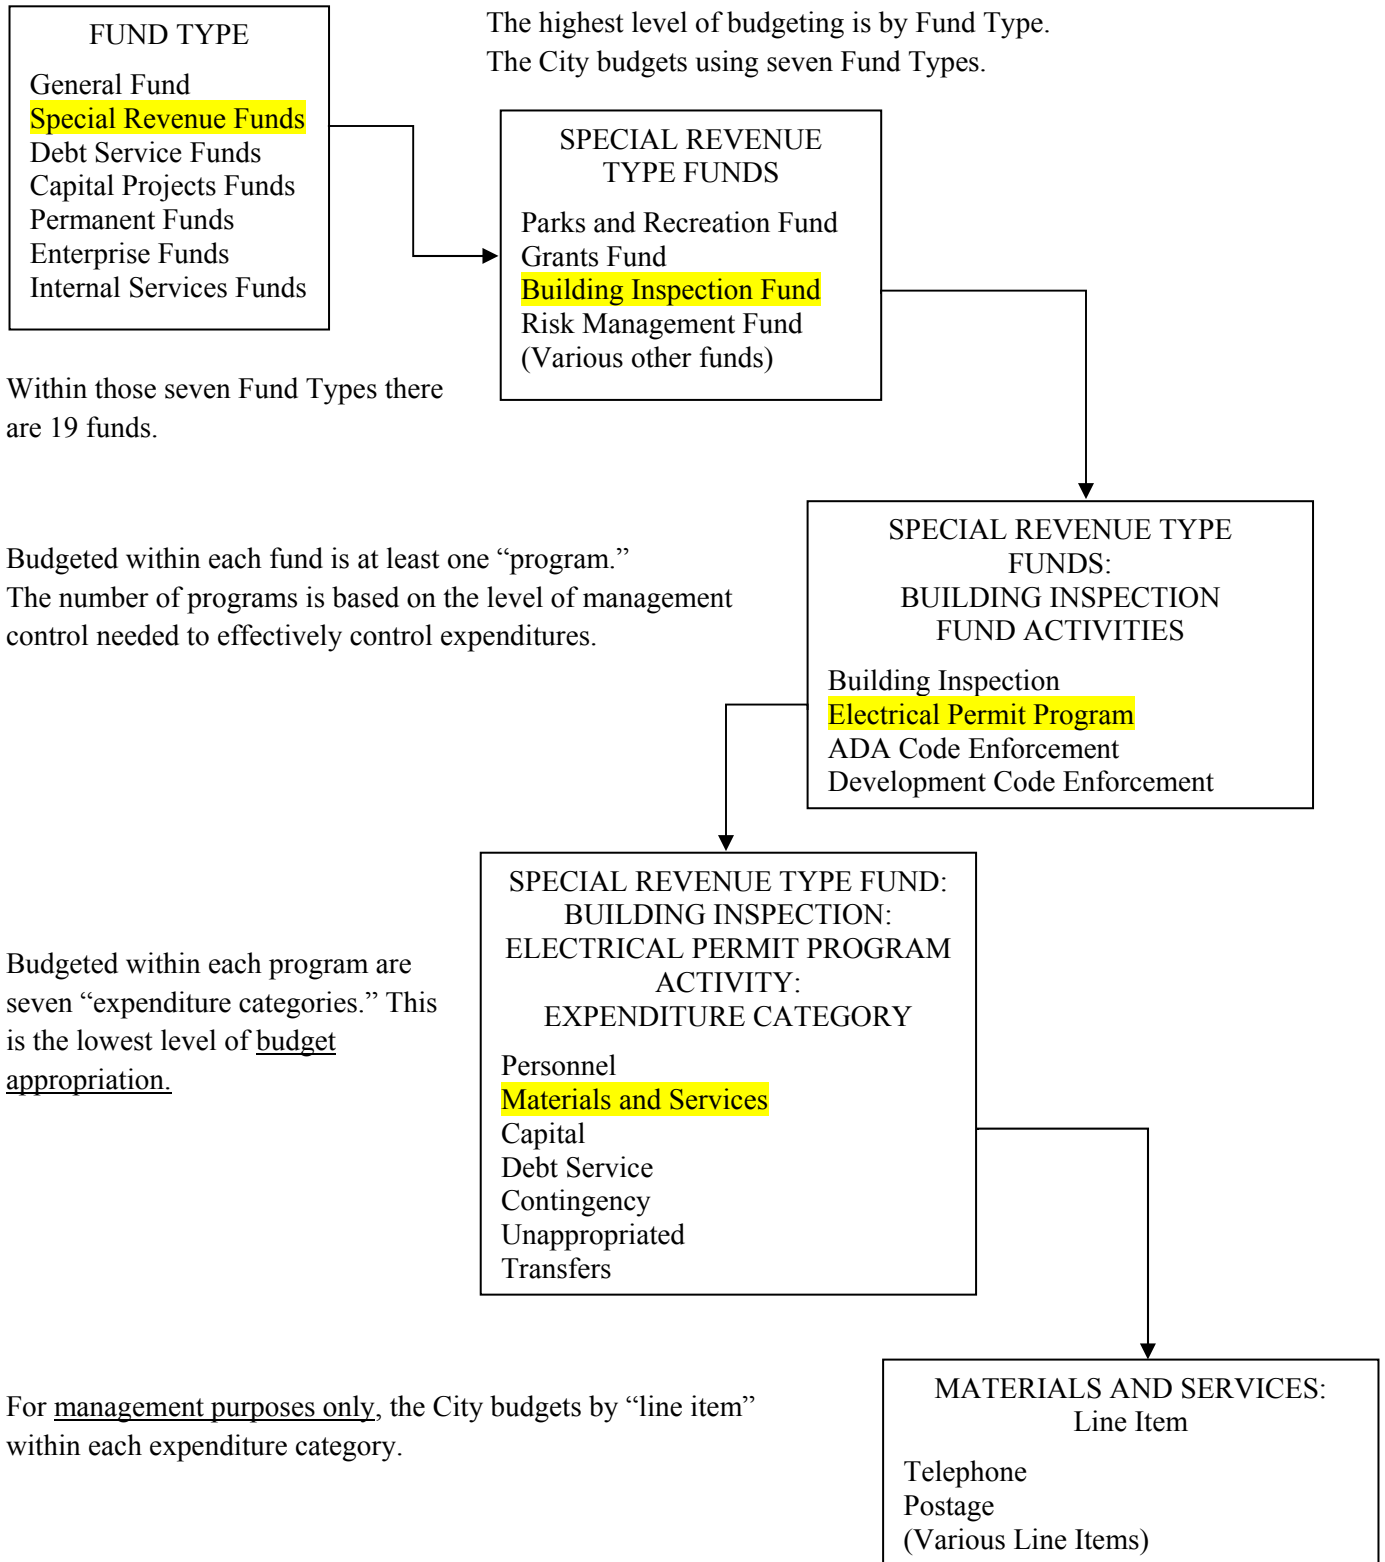 FUND TYPE
General Fund
Special Revenue Funds
Debt Service Funds
Capital Projects Funds
Permanent Funds
Enterprise Funds
Internal Services Funds
The highest level of budgeting is by Fund Type.
The City budgets using seven Fund Types.
SPECIAL REVENUE
TYPE FUNDS
Parks and Recreation Fund
Grants Fund
Building Inspection Fund
Risk Management Fund
(Various other funds)
Within those seven Fund Types there
are 19 funds.
Budgeted within each fund is at least one “program.”
The number of programs is based on the level of management
control needed to effectively control expenditures.
SPECIAL REVENUE TYPE
FUNDS:
BUILDING INSPECTION
FUND ACTIVITIES
Building Inspection
Electrical Permit Program
ADA Code Enforcement
Development Code Enforcement
Budgeted within each program are
seven “expenditure categories.” This
is the lowest level of budget
appropriation.
SPECIAL REVENUE TYPE FUND:
BUILDING INSPECTION:
ELECTRICAL PERMIT PROGRAM
ACTIVITY:
EXPENDITURE CATEGORY
Personnel
Materials and Services
Capital
Debt Service
Contingency
Unappropriated
Transfers
For management purposes only, the City budgets by “line item”
within each expenditure category.
MATERIALS AND SERVICES:
Line Item
Telephone
Postage
(Various Line Items)